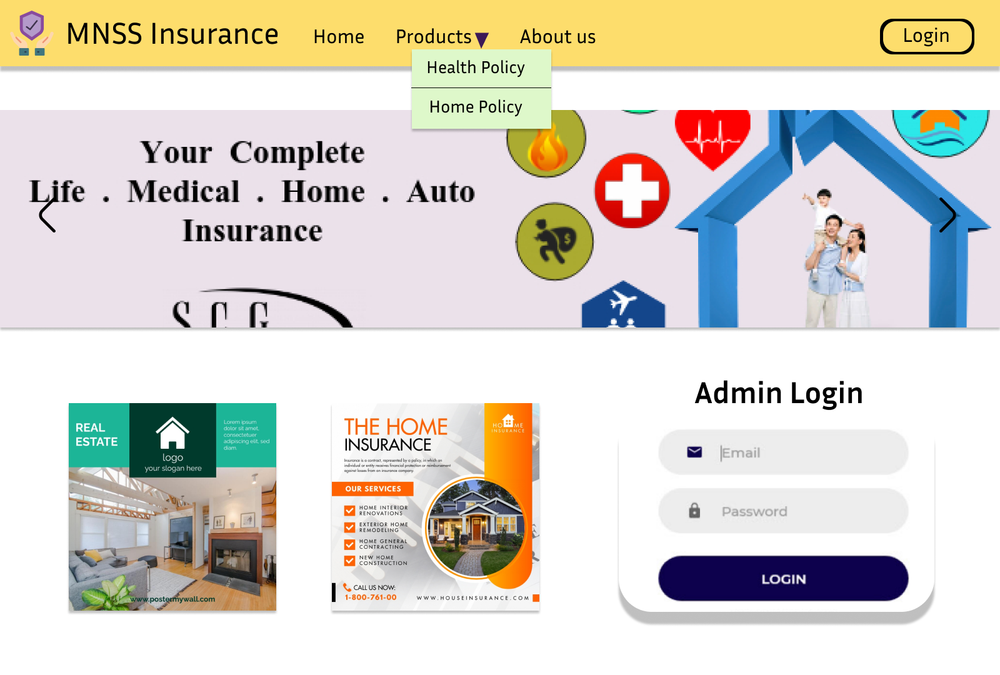 MNSS Insurance
Home
Products
About us
Login
Health Policy
Home Policy
Your Complete
Life . Medical . Home . Auto
Insurance
S G G
Admin Login
REAL
ESTATE
logo
your slogan here
Lorem ipsum
dolor sit amet,
consectetuer
adipiscing elit, sed
diam.
www.postermywall.com
THE HOME
INSURANCE
Insurance is a contract, represented by a policy, in which an
individual or entity receives financial protection or reimbursement
against losses from an insurance company.
OUR SERVICES
HOME INTERIOR
RENOVATIONS
EXTERIOR HOME
REMODELING
HOME GENERAL
CONTRACTING
NEW HOME
CONSTRUCTION
CALL US NOW:
1-800-761-00
WWW.HOUSEINSURANCE.COM
HOME
INSURANCE
Email
Password
LOGIN